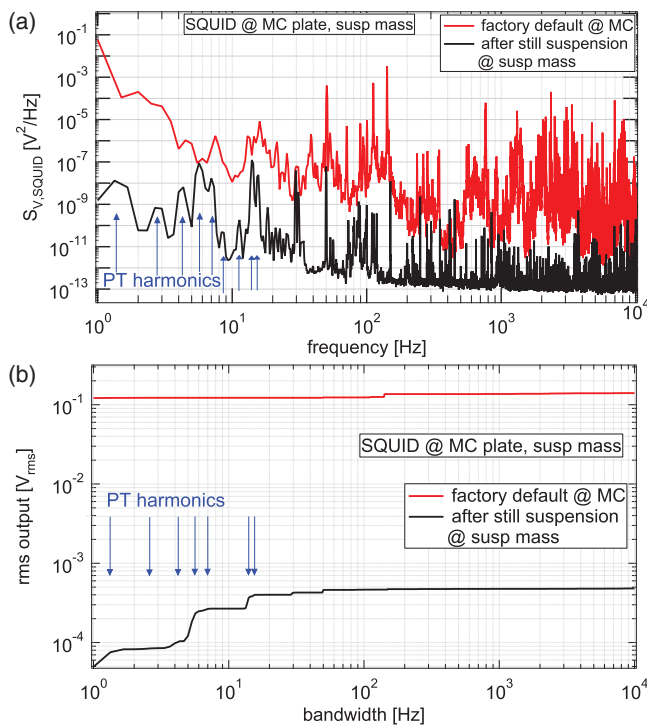 (a)
SQUID @ MC plate, susp mass
factory default @ MC
after still suspension
@ susp mass
10^-1
10^-3
10^-5
10^-7
10^-9
10^-11
10^-13
S_V,SQUID [V^2/Hz]
PT harmonics
10^0 10^1 10^2 10^3 10^4
frequency [Hz]
(b)
10^-1
10^-2
10^-3
10^-4
rms output [V_rms]
SQUID @ MC plate, susp mass
PT harmonics
factory default @ MC
after still suspension
@ susp mass
10^0 10^1 10^2 10^3 10^4
bandwidth [Hz]